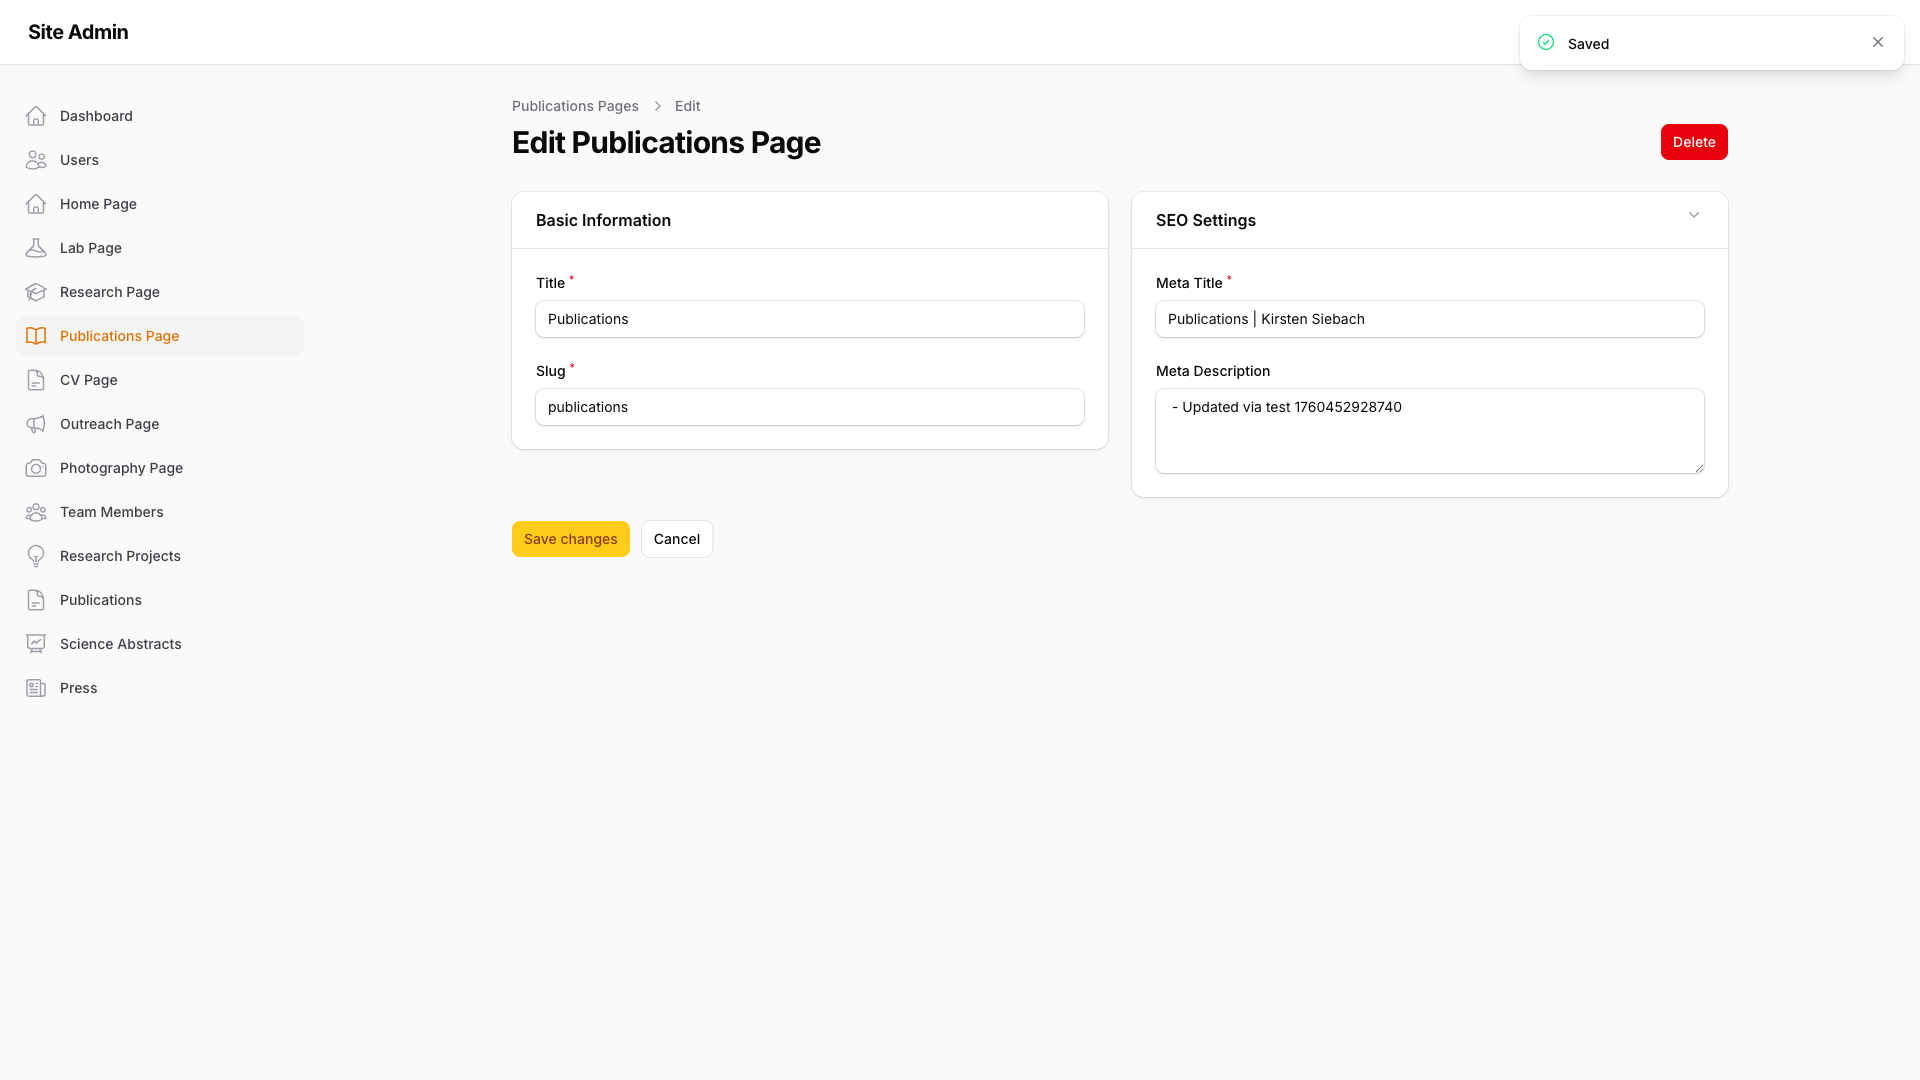 Site Admin
Saved
Dashboard
Users
Home Page
Lab Page
Research Page
Publications Page
CV Page
Outreach Page
Photography Page
Team Members
Research Projects
Publications
Science Abstracts
Press
Publications Pages > Edit
Edit Publications Page
Delete
Basic Information
Title *
Publications
Slug *
publications
SEO Settings
Meta Title *
Publications | Kirsten Siebach
Meta Description
- Updated via test 1760452928740
Save changes
Cancel